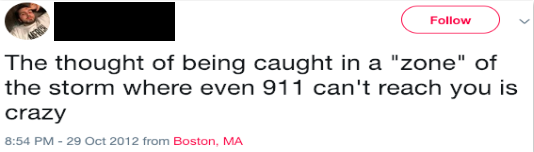 Follow
The thought of being caught in a "zone" of
the storm where even 911 can't reach you is
crazy
8:54 PM - 29 Oct 2012 from Boston, MA